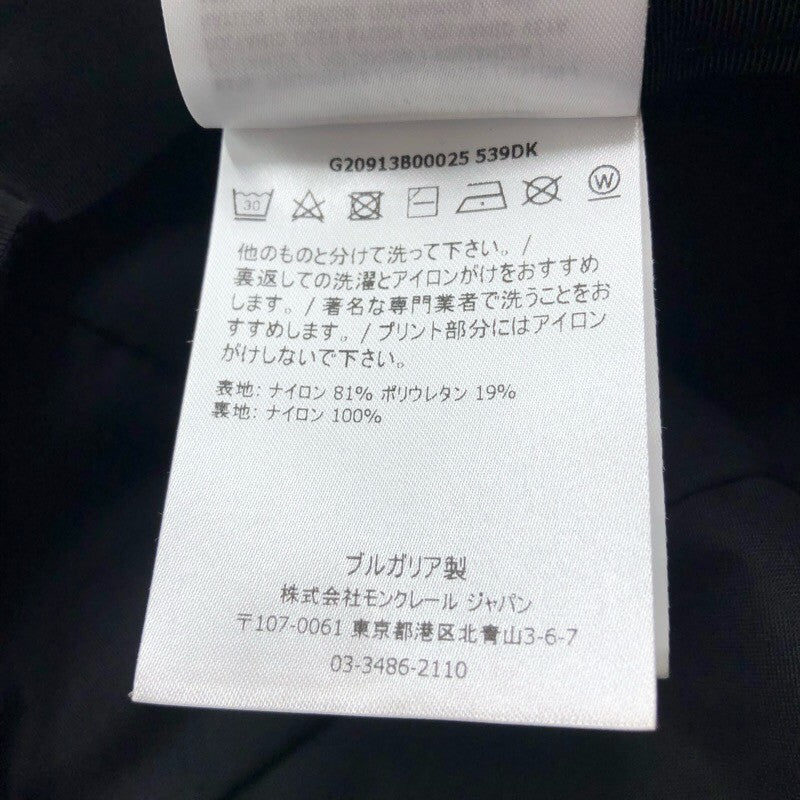 G20913B00025 539DK
30
W
他のものと分けて洗って下さい。/
裏返しての洗濯とアイロンがけをおすすめ
します。/ 著名な専門業者で洗うことをお
すすめします。/ プリント部分にはアイロン
がけしないで下さい。
表地: ナイロン 81% ポリウレタン 19%
裏地: ナイロン 100%
ブルガリア製
株式会社モンクレール ジャパン
〒107-0061 東京都港区北青山3-6-7
03-3486-2110